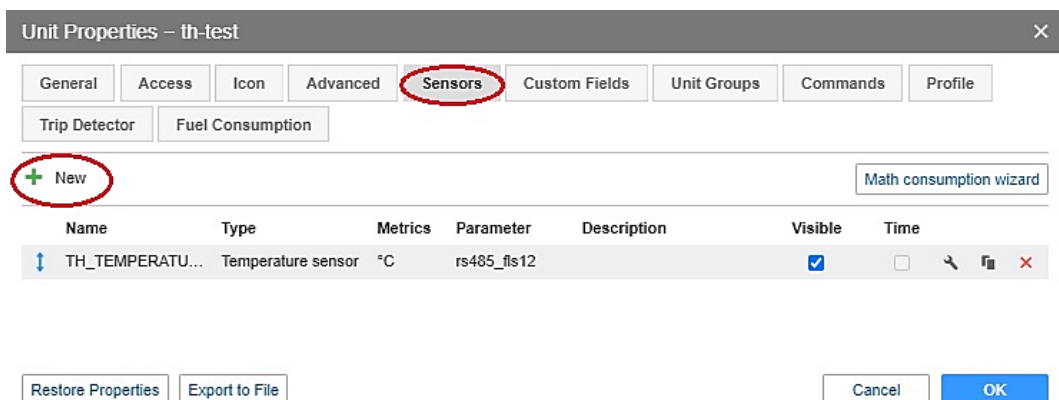 Unit Properties – th-test
General Access Icon Advanced Sensors Custom Fields Unit Groups Commands Profile
Trip Detector Fuel Consumption
New Math consumption wizard
Name Type Metrics Parameter Description Visible Time
TH_TEMPERATU... Temperature sensor °C rs485_fls12
Restore Properties Export to File Cancel OK